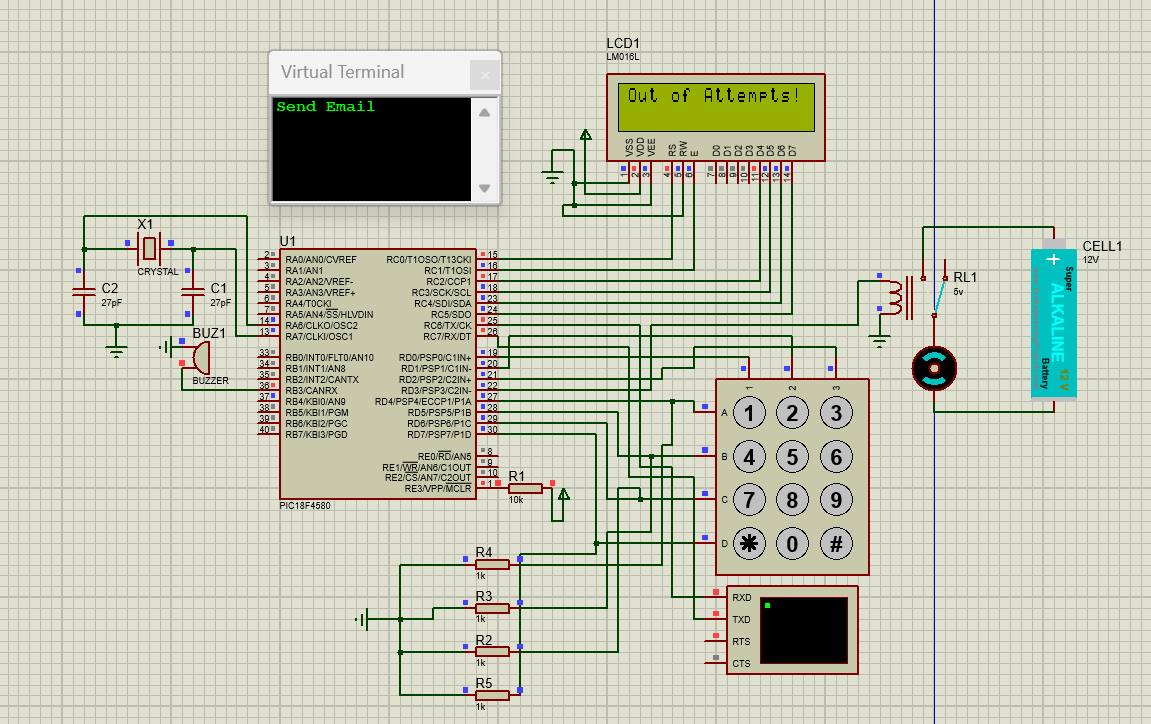 LCD1
LM016L
Virtual Terminal
Send Email
Out of Attempts!
VSS
VDD
VEE
RS
RW
E
D0
D1
D2
D3
D4
D5
D6
D7
1
2
3
4
5
6
7
8
9
10
11
12
13
14
X1
CRYSTAL
C2
27pF
C1
27pF
BUZ1
BUZZER
U1
2 RA0/AN0/CVREF RC0/T1OSO/T13CKI 15
3 RA1/AN1 RC1/T1OSI 16
4 RA2/AN2/VREF- RC2/CCP1 17
5 RA3/AN3/VREF+ RC3/SCK/SCL 18
6 RA4/T0CKI RC4/SDI/SDA 23
7 RA5/AN4/SS/HLVDIN RC5/SDO 24
14 RA6/CLKO/OSC2 RC6/TX/CK 25
13 RA7/CLKI/OSC1 RC7/RX/DT 26
33 RB0/INT0/FLT0/AN10 RD0/PSP0/C1IN+ 19
34 RB1/INT1/AN8 RD1/PSP1/C1IN- 20
35 RB2/INT2/CANTX RD2/PSP2/C2IN+ 21
36 RB3/CANRX RD3/PSP3/C2IN- 22
37 RB4/KBI0/AN9 RD4/PSP4/ECCP1/P1A 27
38 RB5/KBI1/PGM RD5/PSP5/P1B 28
39 RB6/KBI2/PGC RD6/PSP6/P1C 29
40 RB7/KBI3/PGD RD7/PSP7/P1D 30
RE0/RD/AN5 8
RE1/WR/AN6/C1OUT 9
RE2/CS/AN7/C2OUT 10
RE3/VPP/MCLR 1
PIC18F4580
R1
10k
RL1
5v
CELL1
12V
+
Super
ALKALINE
Battery
12 V
1 2 3
A 1 2 3
B 4 5 6
C 7 8 9
D * 0 #
R4
1k
R3
1k
R2
1k
R5
1k
RXD
TXD
RTS
CTS